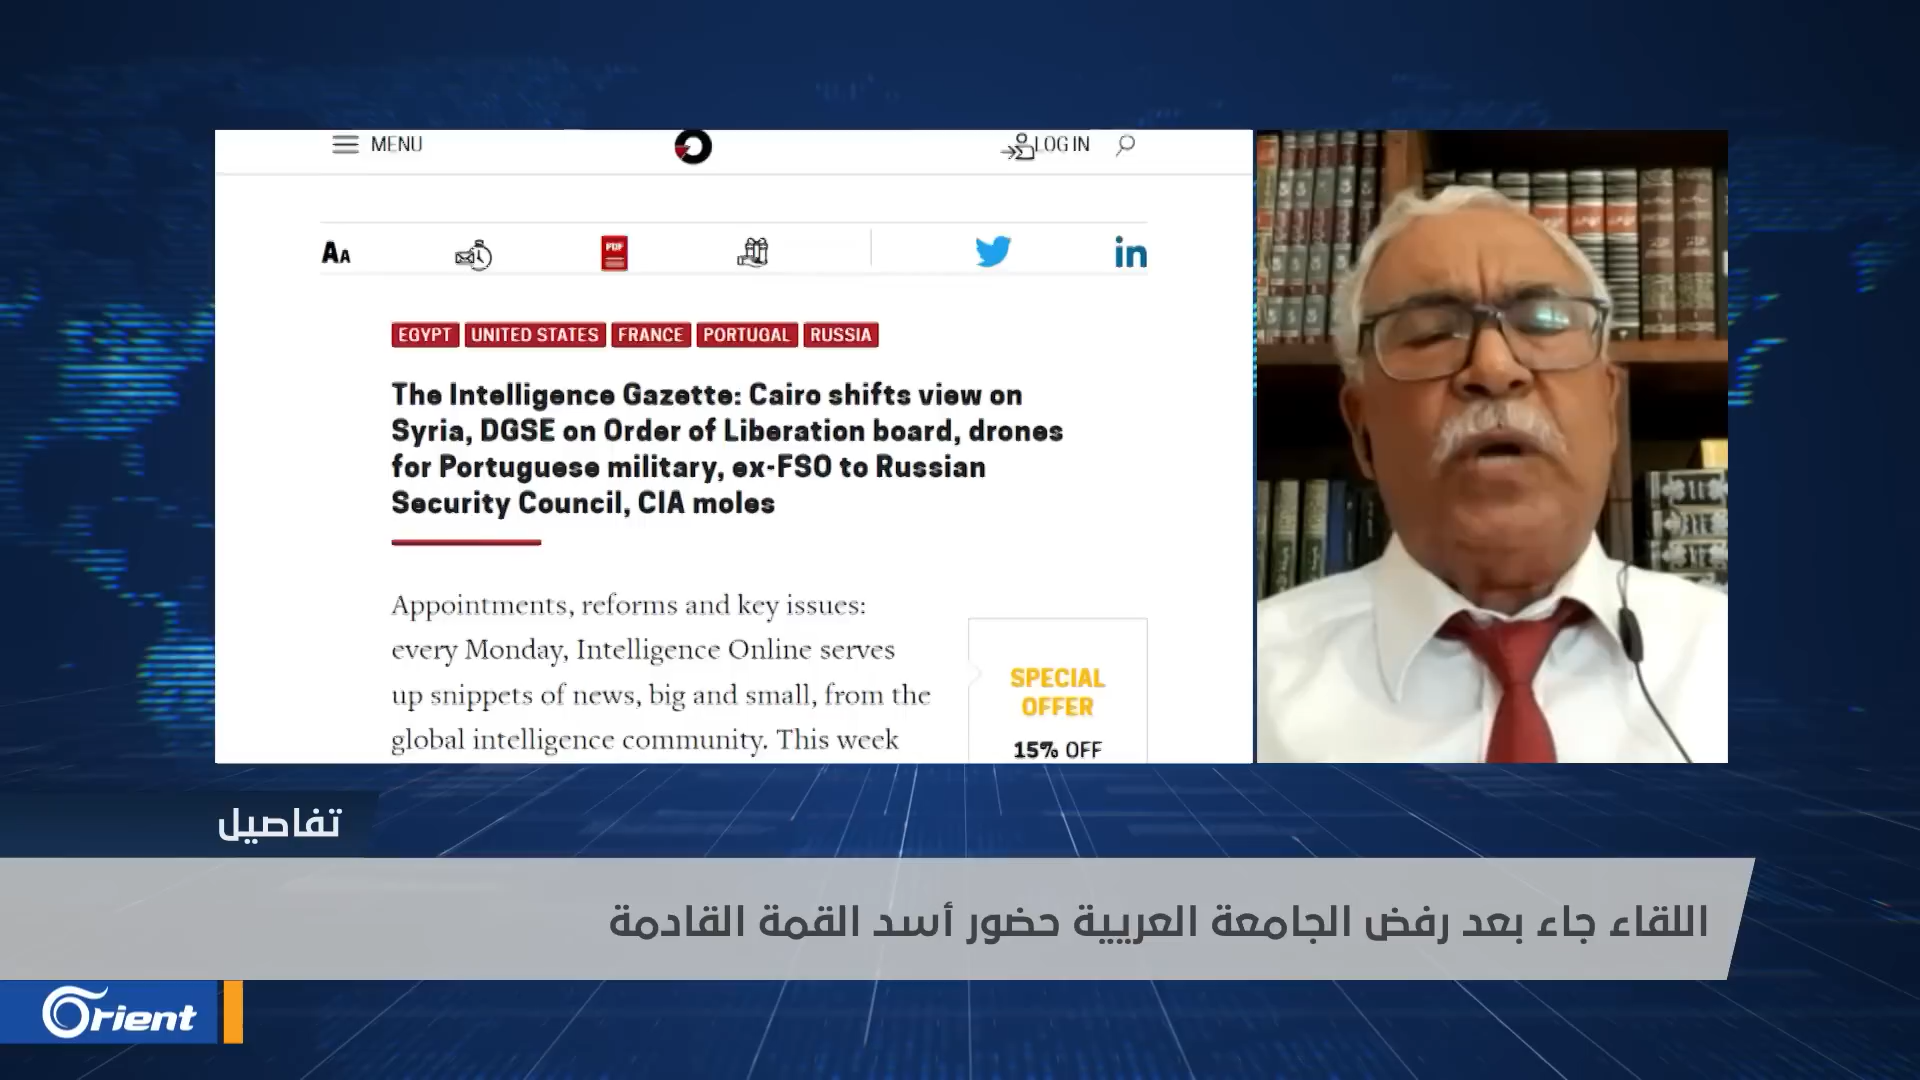 MENU
LOG IN
AA
PDF
in
EGYPT UNITED STATES FRANCE PORTUGAL RUSSIA
The Intelligence Gazette: Cairo shifts view on
Syria, DGSE on Order of Liberation board, drones
for Portuguese military, ex-FSO to Russian
Security Council, CIA moles
Appointments, reforms and key issues:
every Monday, Intelligence Online serves
up snippets of news, big and small, from the
global intelligence community. This week
SPECIAL
OFFER
15% OFF
تفاصيل
اللقاء جاء بعد رفض الجامعة العربية حضور أسد القمة القادمة
Orient